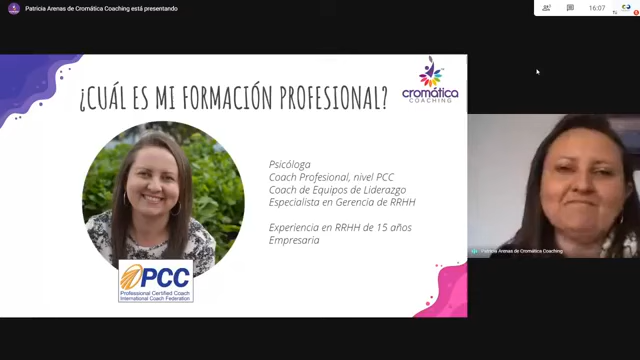 Patricia Arenas de Cromática Coaching está presentando
16:07
¿CUÁL ES MI FORMACIÓN PROFESIONAL?
cromática
COACHING
Psicóloga
Coach Profesional, nivel PCC
Coach de Equipos de Liderazgo
Especialista en Gerencia de RRHH
Experiencia en RRHH de 15 años
Empresaria
PCC
Professional Certified Coach
International Coach Federation
Patricia Arenas de Cromática Coaching